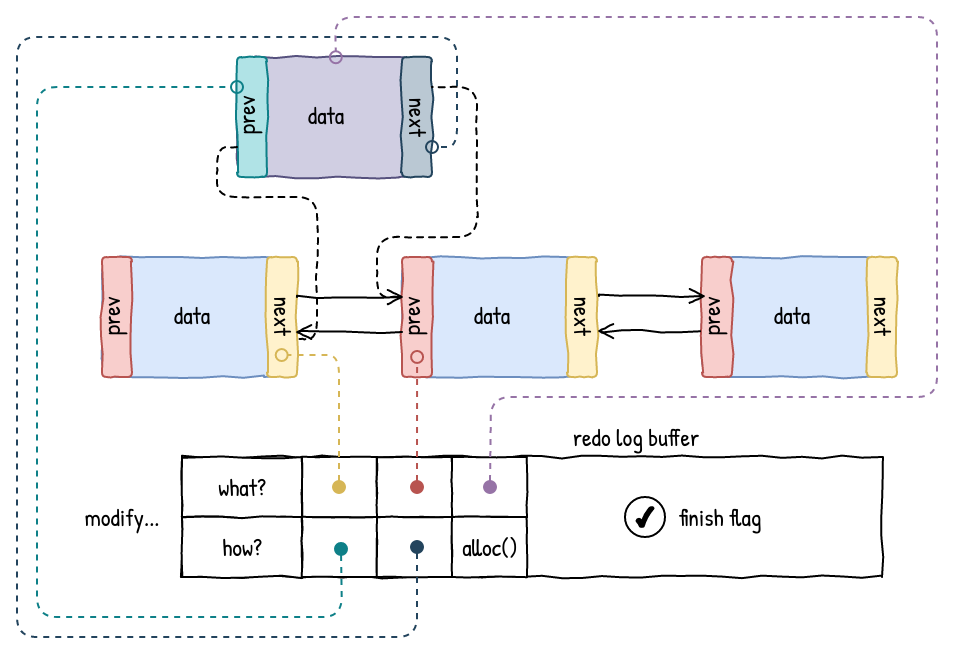 prev
data
next
prev
data
next
prev
data
next
prev
data
next
redo log buffer
modify...
what?
how?
alloc()
finish flag